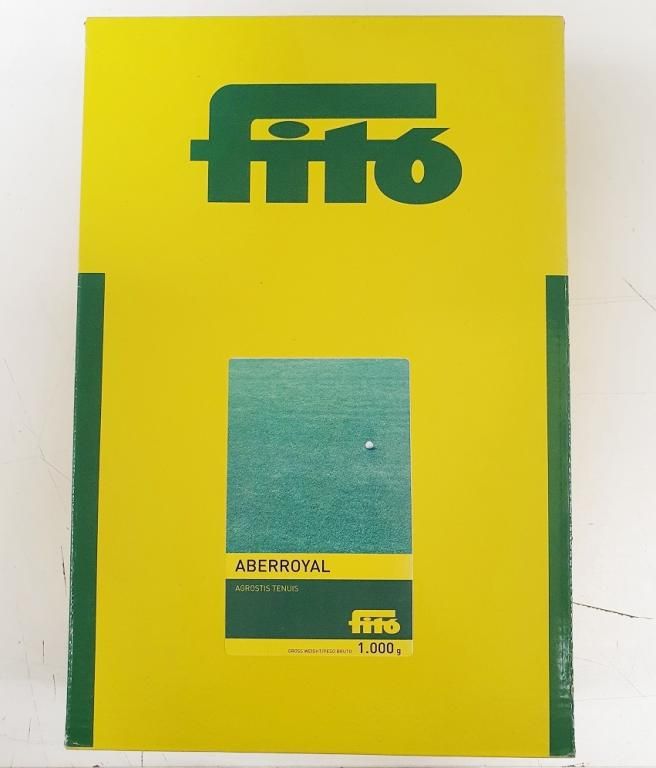 fitó
ABERROYAL
AGROSTIS TENUIS
fitó
GROSS WEIGHT/PESO BRUTO 1.000 g